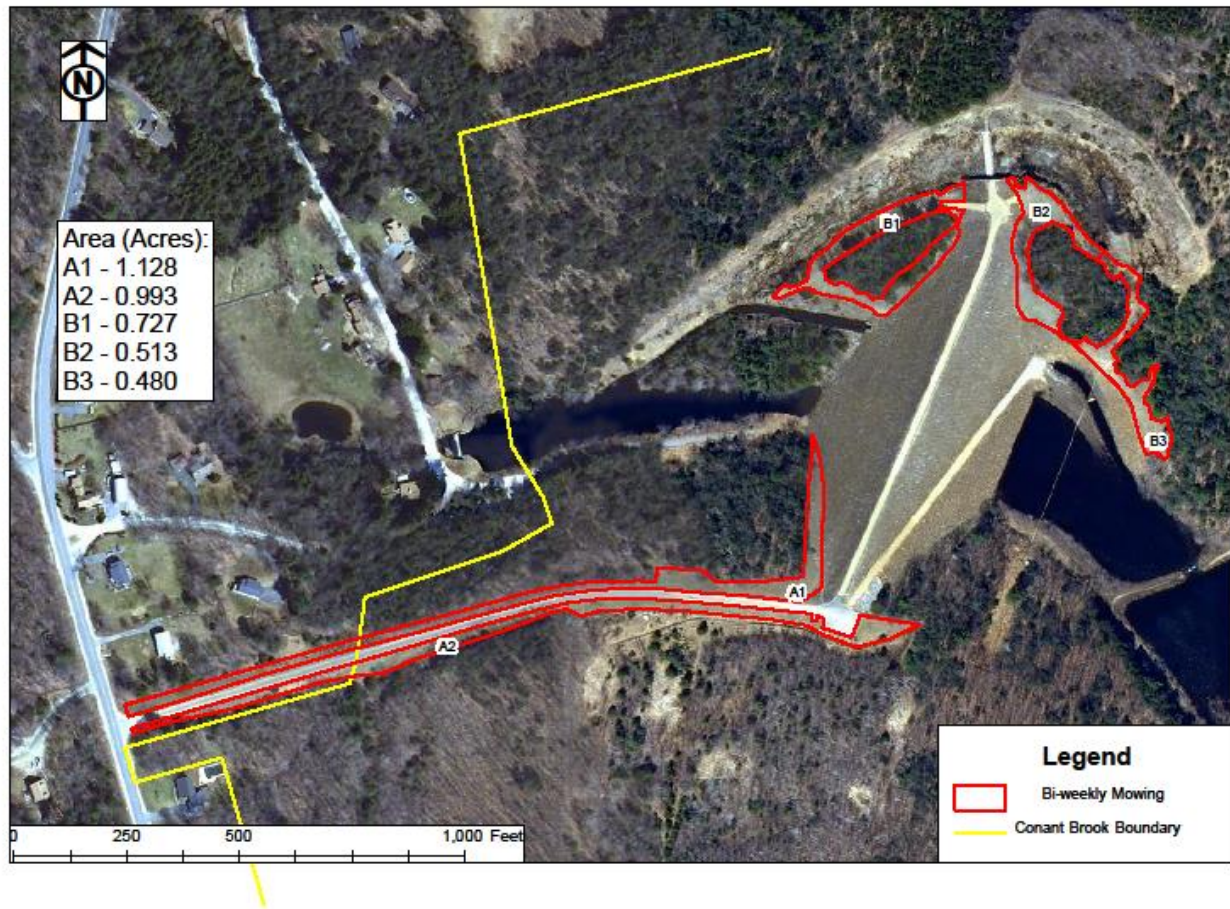 N
Area (Acres):
A1 - 1.128
A2 - 0.993
B1 - 0.727
B2 - 0.513
B3 - 0.480
B1
B2
B3
A1
A2
Legend
Bi-weekly Mowing
Conant Brook Boundary
0 250 500 1,000 Feet